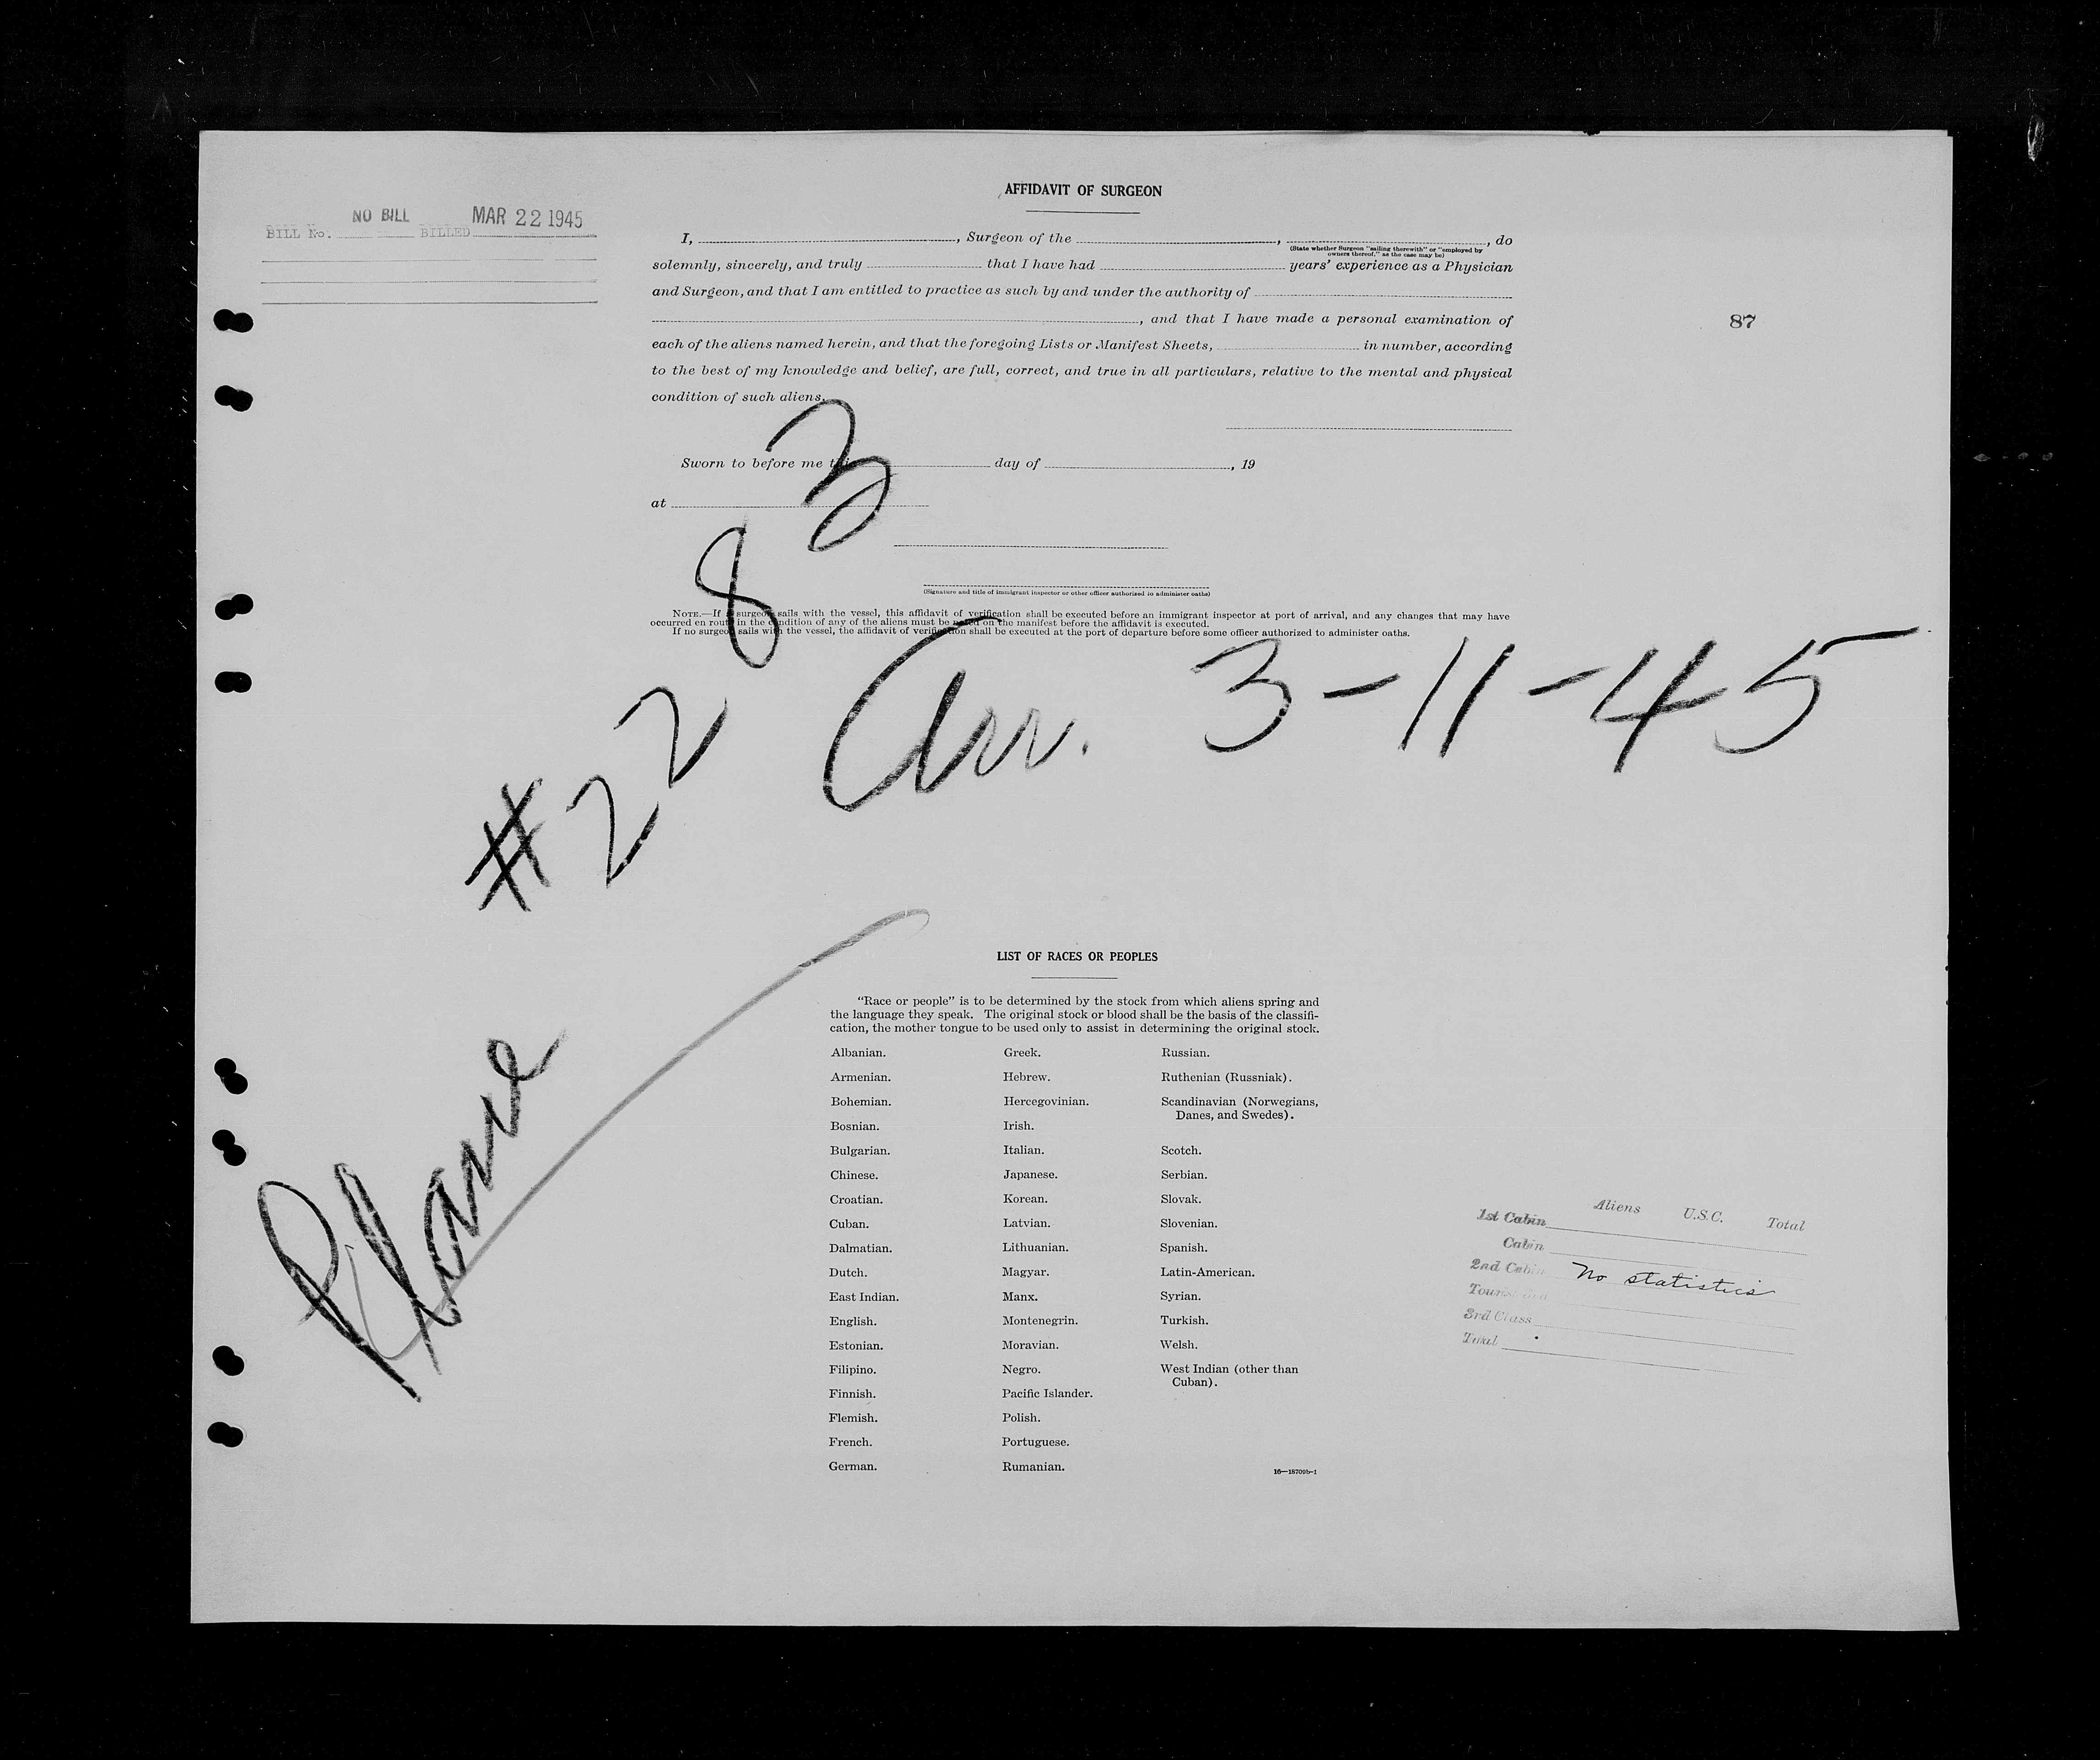 AFFIDAVIT OF SURGEON
NO BILL MAR 22 1945
BILL No. BILLED
I, , Surgeon of the , , do
(State whether Surgeon "sailing therewith" or "employed by
owners thereof," as the case may be)
solemnly, sincerely, and truly that I have had years' experience as a Physician
and Surgeon, and that I am entitled to practice as such by and under the authority of
, and that I have made a personal examination of
87
each of the aliens named herein, and that the foregoing Lists or Manifest Sheets, in number, according
to the best of my knowledge and belief, are full, correct, and true in all particulars, relative to the mental and physical
condition of such aliens.
Sworn to before me this day of , 19
at
(Signature and title of immigrant inspector or other officer authorized to administer oaths)
NOTE.—If a surgeon sails with the vessel, this affidavit of verification shall be executed before an immigrant inspector at port of arrival, and any changes that may have
occurred en route in the condition of any of the aliens must be noted on the manifest before the affidavit is executed.
If no surgeon sails with the vessel, the affidavit of verification shall be executed at the port of departure before some officer authorized to administer oaths.
Plane #2283
Arr. 3-11-45
LIST OF RACES OR PEOPLES
"Race or people" is to be determined by the stock from which aliens spring and
the language they speak. The original stock or blood shall be the basis of the classifi-
cation, the mother tongue to be used only to assist in determining the original stock.
Albanian.
Armenian.
Bohemian.
Bosnian.
Bulgarian.
Chinese.
Croatian.
Cuban.
Dalmatian.
Dutch.
East Indian.
English.
Estonian.
Filipino.
Finnish.
Flemish.
French.
German.
Greek.
Hebrew.
Hercegovinian.
Irish.
Italian.
Japanese.
Korean.
Latvian.
Lithuanian.
Magyar.
Manx.
Montenegrin.
Moravian.
Negro.
Pacific Islander.
Polish.
Portuguese.
Rumanian.
Russian.
Ruthenian (Russniak).
Scandinavian (Norwegians,
Danes, and Swedes).
Scotch.
Serbian.
Slovak.
Slovenian.
Spanish.
Latin-American.
Syrian.
Turkish.
Welsh.
West Indian (other than
Cuban).
16—18709b-1
Aliens U.S.C. Total
1st Cabin
Cabin
2nd Cabin No statistics
3rd Class
Total